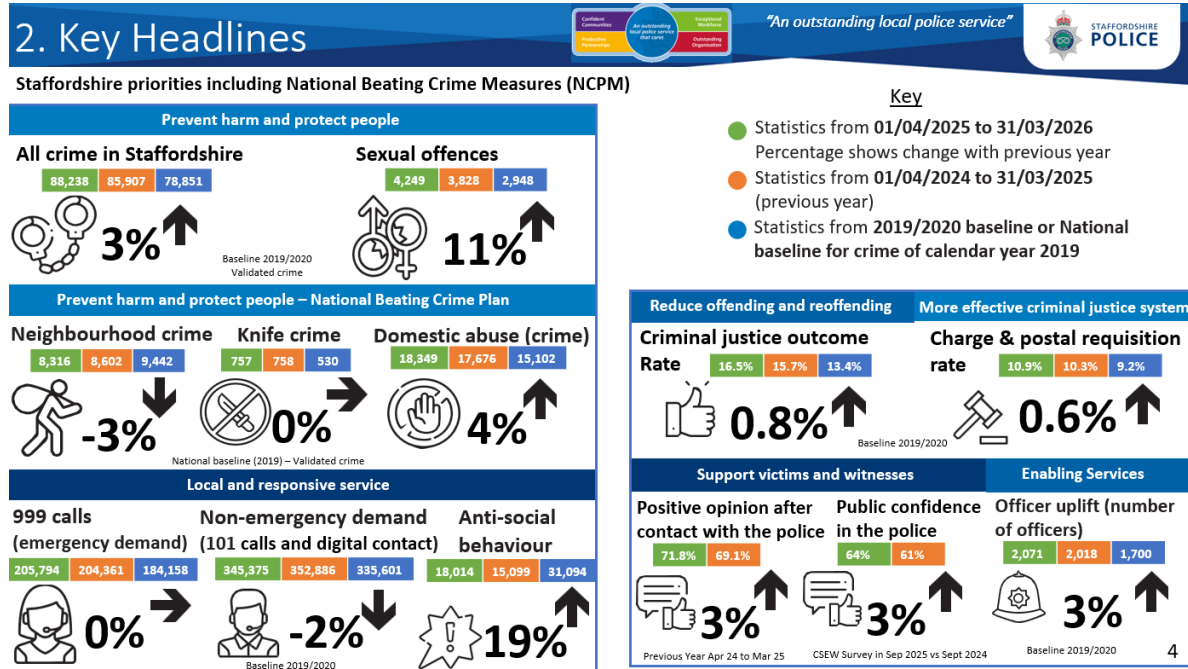 2. Key Headlines
Confident
Communities
Exceptional
Workforce
An outstanding
local police service
that cares
Productive
Partnerships
Outstanding
Organisation
"An outstanding local police service"
STAFFORDSHIRE
POLICE
Staffordshire priorities including National Beating Crime Measures (NCPM)
Key
Statistics from 01/04/2025 to 31/03/2026
Percentage shows change with previous year
Statistics from 01/04/2024 to 31/03/2025
(previous year)
Statistics from 2019/2020 baseline or National
baseline for crime of calendar year 2019
Prevent harm and protect people
All crime in Staffordshire
88,238 85,907 78,851
3%
Baseline 2019/2020
Validated crime
Sexual offences
4,249 3,828 2,948
11%
Prevent harm and protect people – National Beating Crime Plan
Neighbourhood crime
8,316 8,602 9,442
-3%
Knife crime
757 758 530
0%
Domestic abuse (crime)
18,349 17,676 15,102
4%
National baseline (2019) – Validated crime
Local and responsive service
999 calls
(emergency demand)
205,794 204,361 184,158
0%
Non-emergency demand
(101 calls and digital contact)
345,375 352,886 335,601
-2%
Baseline 2019/2020
Anti-social
behaviour
18,014 15,099 31,094
19%
Reduce offending and reoffending
Criminal justice outcome
Rate
16.5% 15.7% 13.4%
0.8%
Baseline 2019/2020
More effective criminal justice system
Charge & postal requisition
rate
10.9% 10.3% 9.2%
0.6%
Support victims and witnesses
Positive opinion after
contact with the police
71.8% 69.1%
3%
Previous Year Apr 24 to Mar 25
Public confidence
in the police
64% 61%
3%
CSEW Survey in Sep 2025 vs Sept 2024
Enabling Services
Officer uplift (number
of officers)
2,071 2,018 1,700
3%
Baseline 2019/2020
4